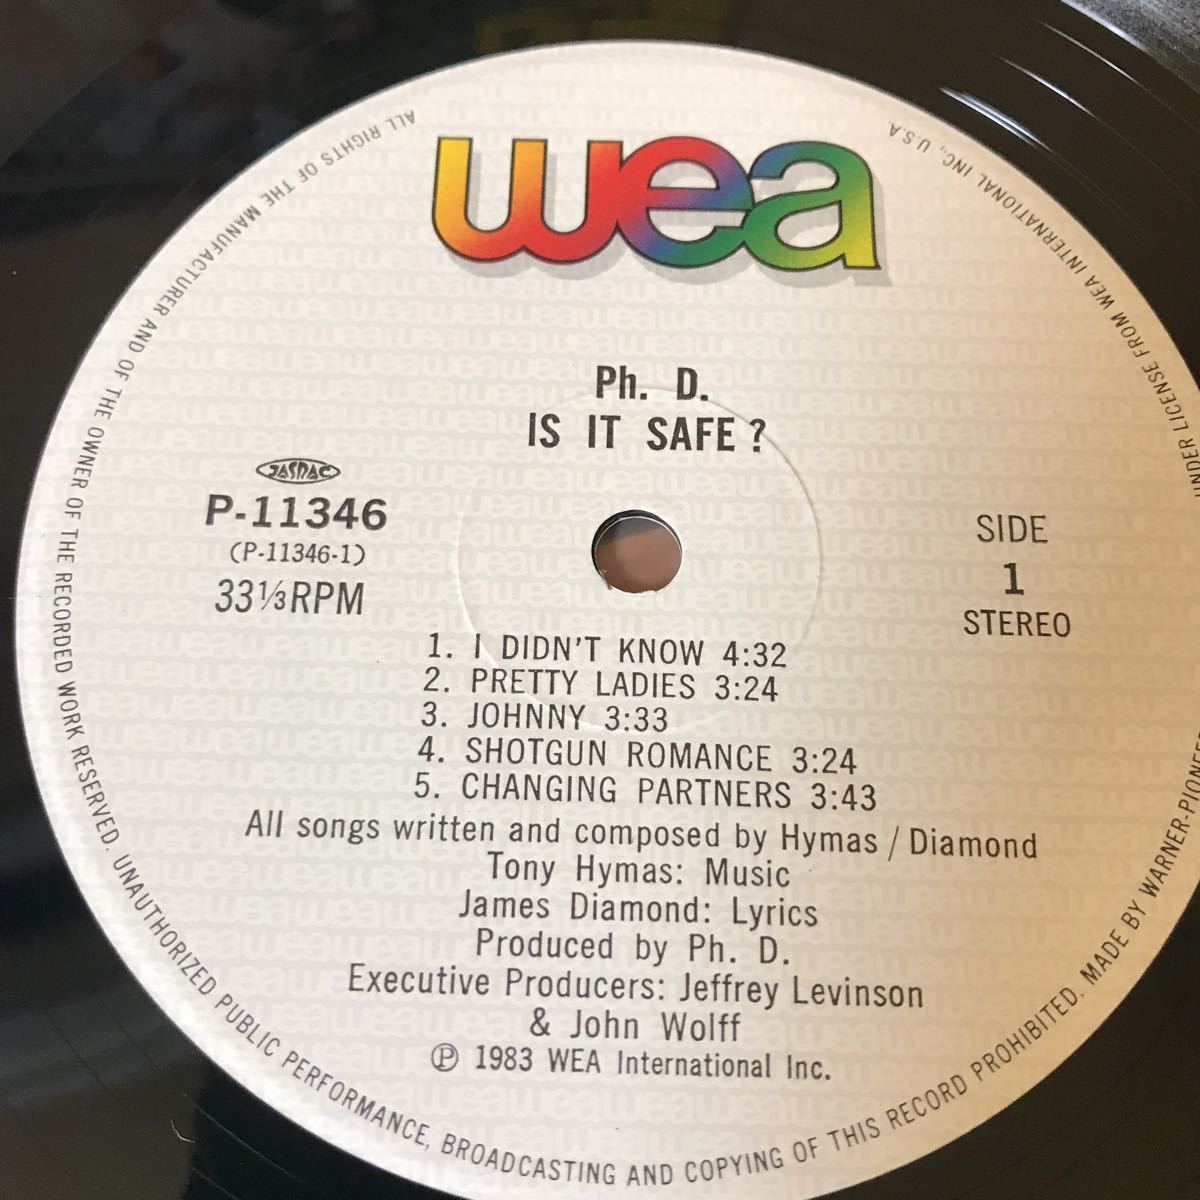 wea
Ph. D.
IS IT SAFE ?
JASRAC
P-11346
(P-11346-1)
33⅓RPM
SIDE
1
STEREO
1. I DIDN'T KNOW 4:32
2. PRETTY LADIES 3:24
3. JOHNNY 3:33
4. SHOTGUN ROMANCE 3:24
5. CHANGING PARTNERS 3:43
All songs written and composed by Hymas / Diamond
Tony Hymas: Music
James Diamond: Lyrics
Produced by Ph. D.
Executive Producers: Jeffrey Levinson
& John Wolff
Ⓟ 1983 WEA International Inc.
ALL RIGHTS OF THE MANUFACTURER AND OF THE OWNER OF THE RECORDED WORK RESERVED. UNAUTHORIZED PUBLIC PERFORMANCE, BROADCASTING AND COPYING OF THIS RECORD PROHIBITED. MADE BY WARNER-PIONEER
UNDER LICENSE FROM WEA INTERNATIONAL INC., U.S.A.